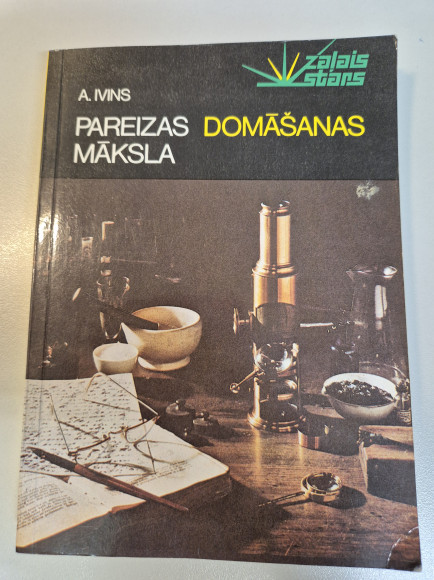 zaļais
stars
A. IVINS
PAREIZAS DOMĀŠANAS
MĀKSLA